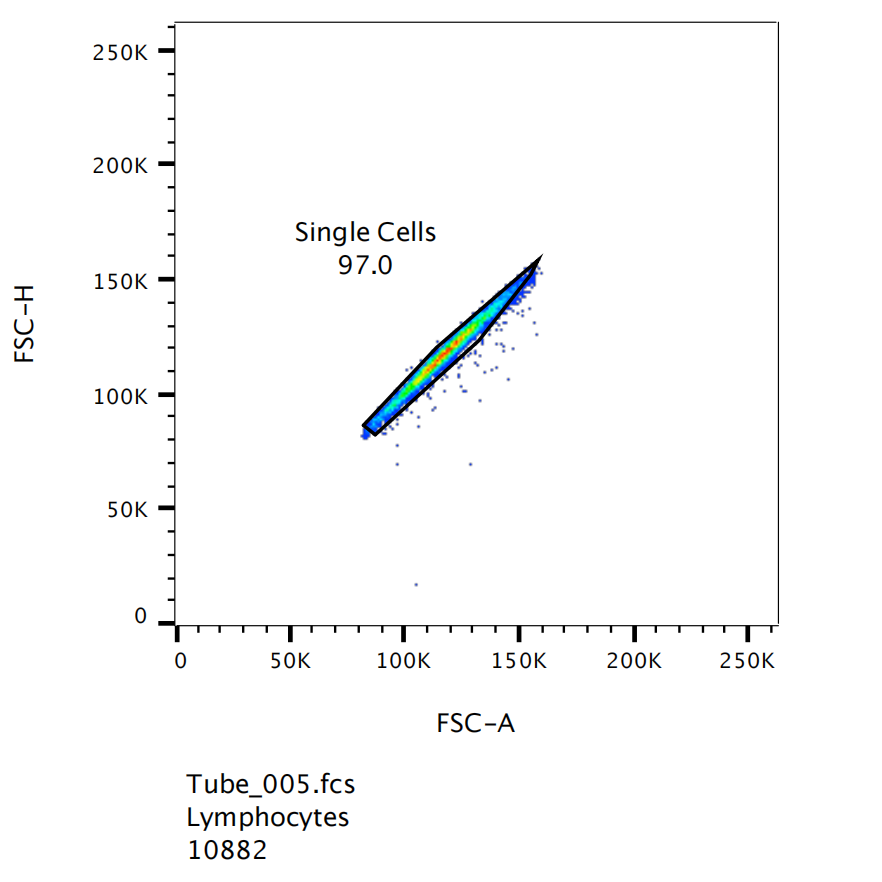 250K
200K
Single Cells
97.0
150K
FSC-H
100K
50K
0
0 50K 100K 150K 200K 250K
FSC-A
Tube_005.fcs
Lymphocytes
10882